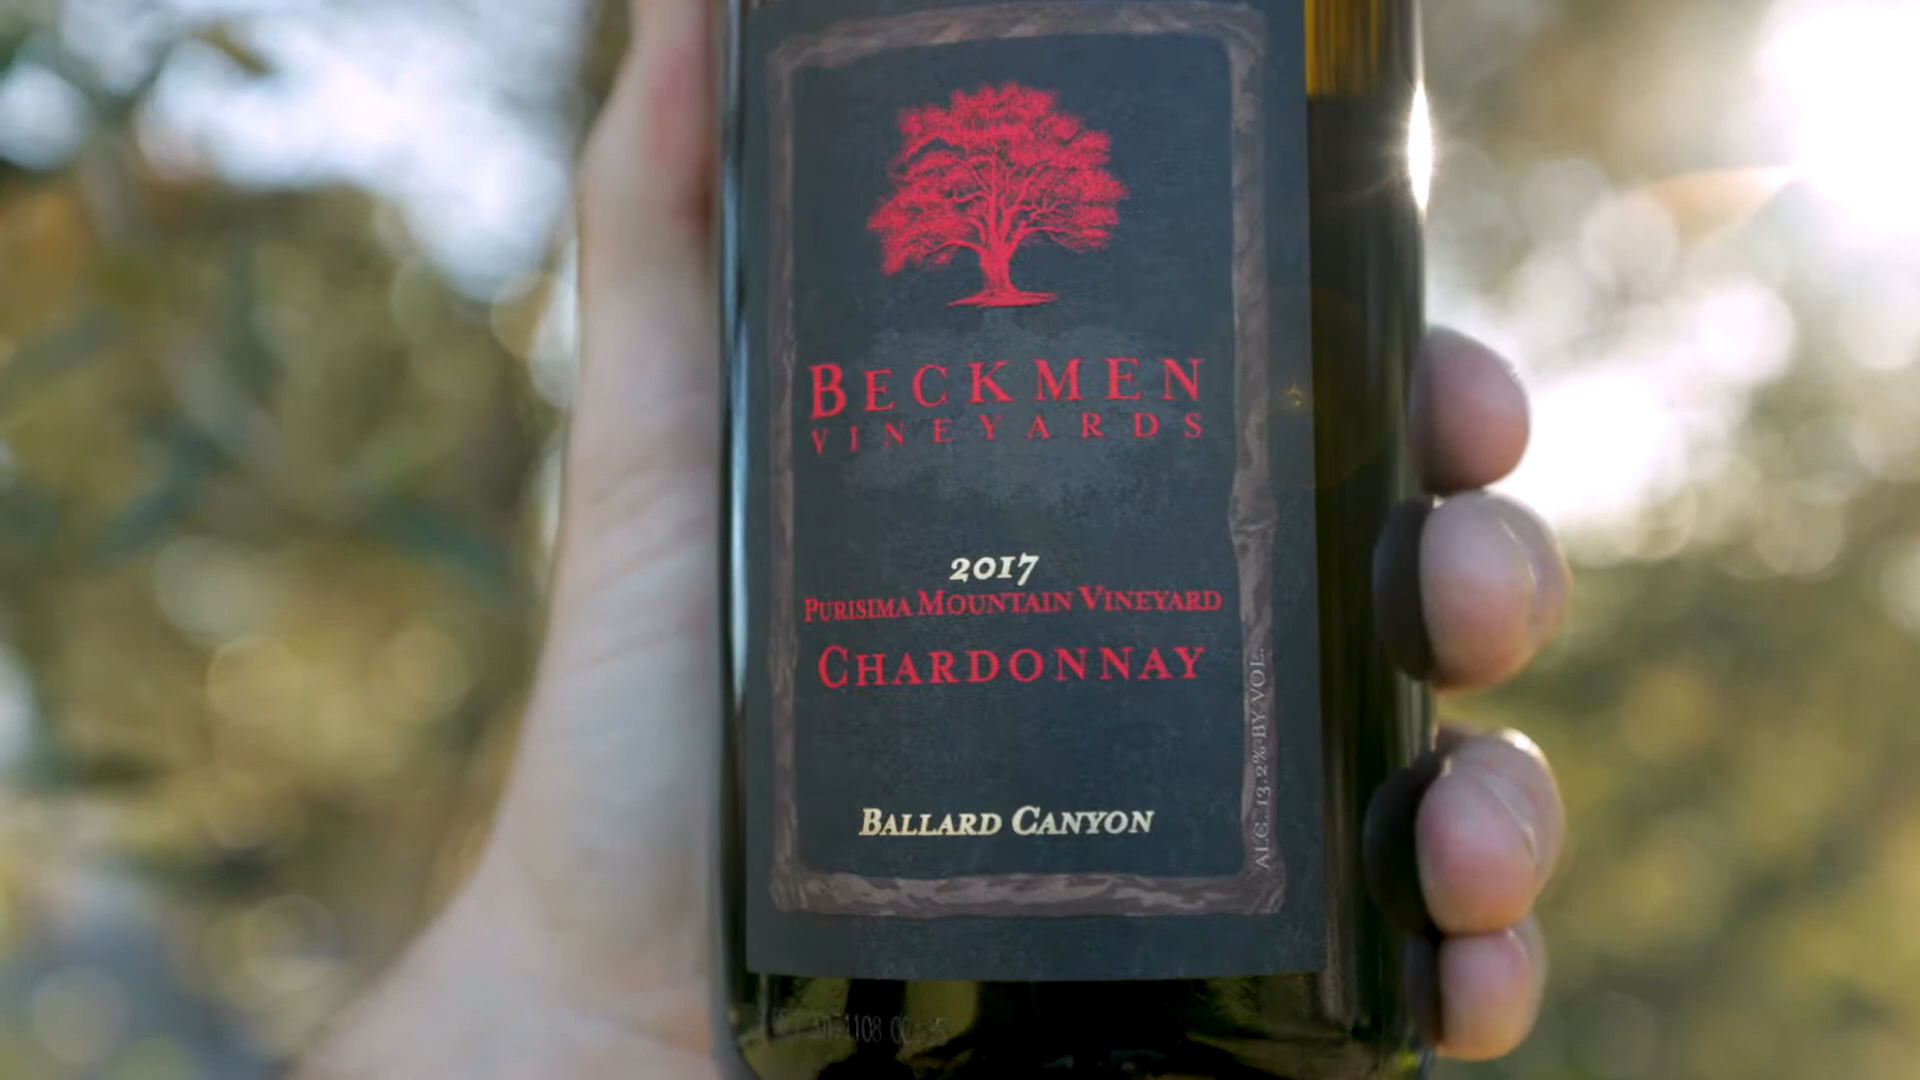 BECKMEN
VINEYARDS
2017
PURISIMA MOUNTAIN VINEYARD
CHARDONNAY
BALLARD CANYON
ALC. 13.2% BY VOL.